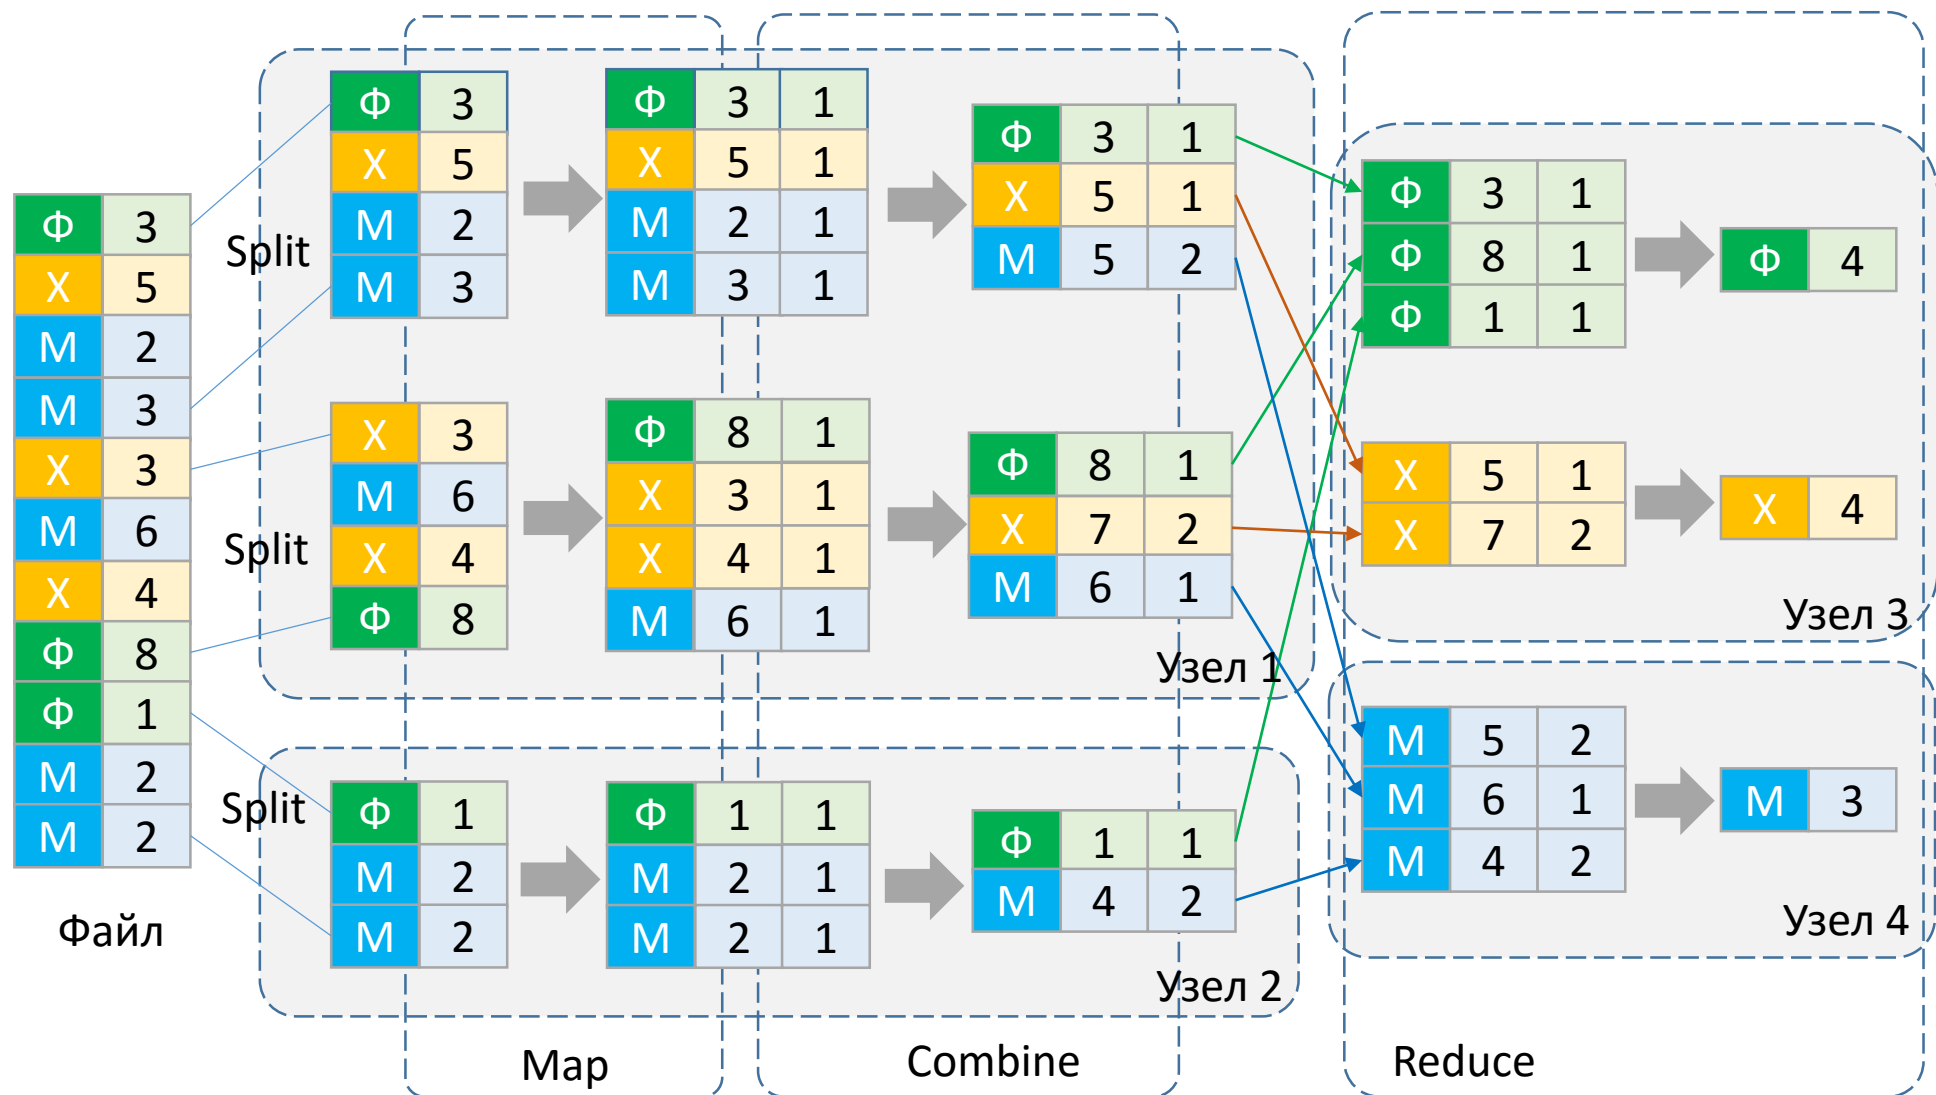 Ф 3
Х 5
М 2
М 3
Х 3
М 6
Х 4
Ф 8
Ф 1
М 2
М 2
Файл
Split
Ф 3
Х 5
М 2
М 3
Ф 3 1
Х 5 1
М 2 1
М 3 1
Ф 3 1
Х 5 1
М 5 2
Split
Х 3
М 6
Х 4
Ф 8
Ф 8 1
Х 3 1
Х 4 1
М 6 1
Ф 8 1
Х 7 2
М 6 1
Узел 1
Split
Ф 1
М 2
М 2
Ф 1 1
М 2 1
М 2 1
Ф 1 1
М 4 2
Узел 2
Ф 3 1
Ф 8 1
Ф 1 1
Ф 4
Х 5 1
Х 7 2
Х 4
Узел 3
М 5 2
М 6 1
М 4 2
М 3
Узел 4
Map
Combine
Reduce